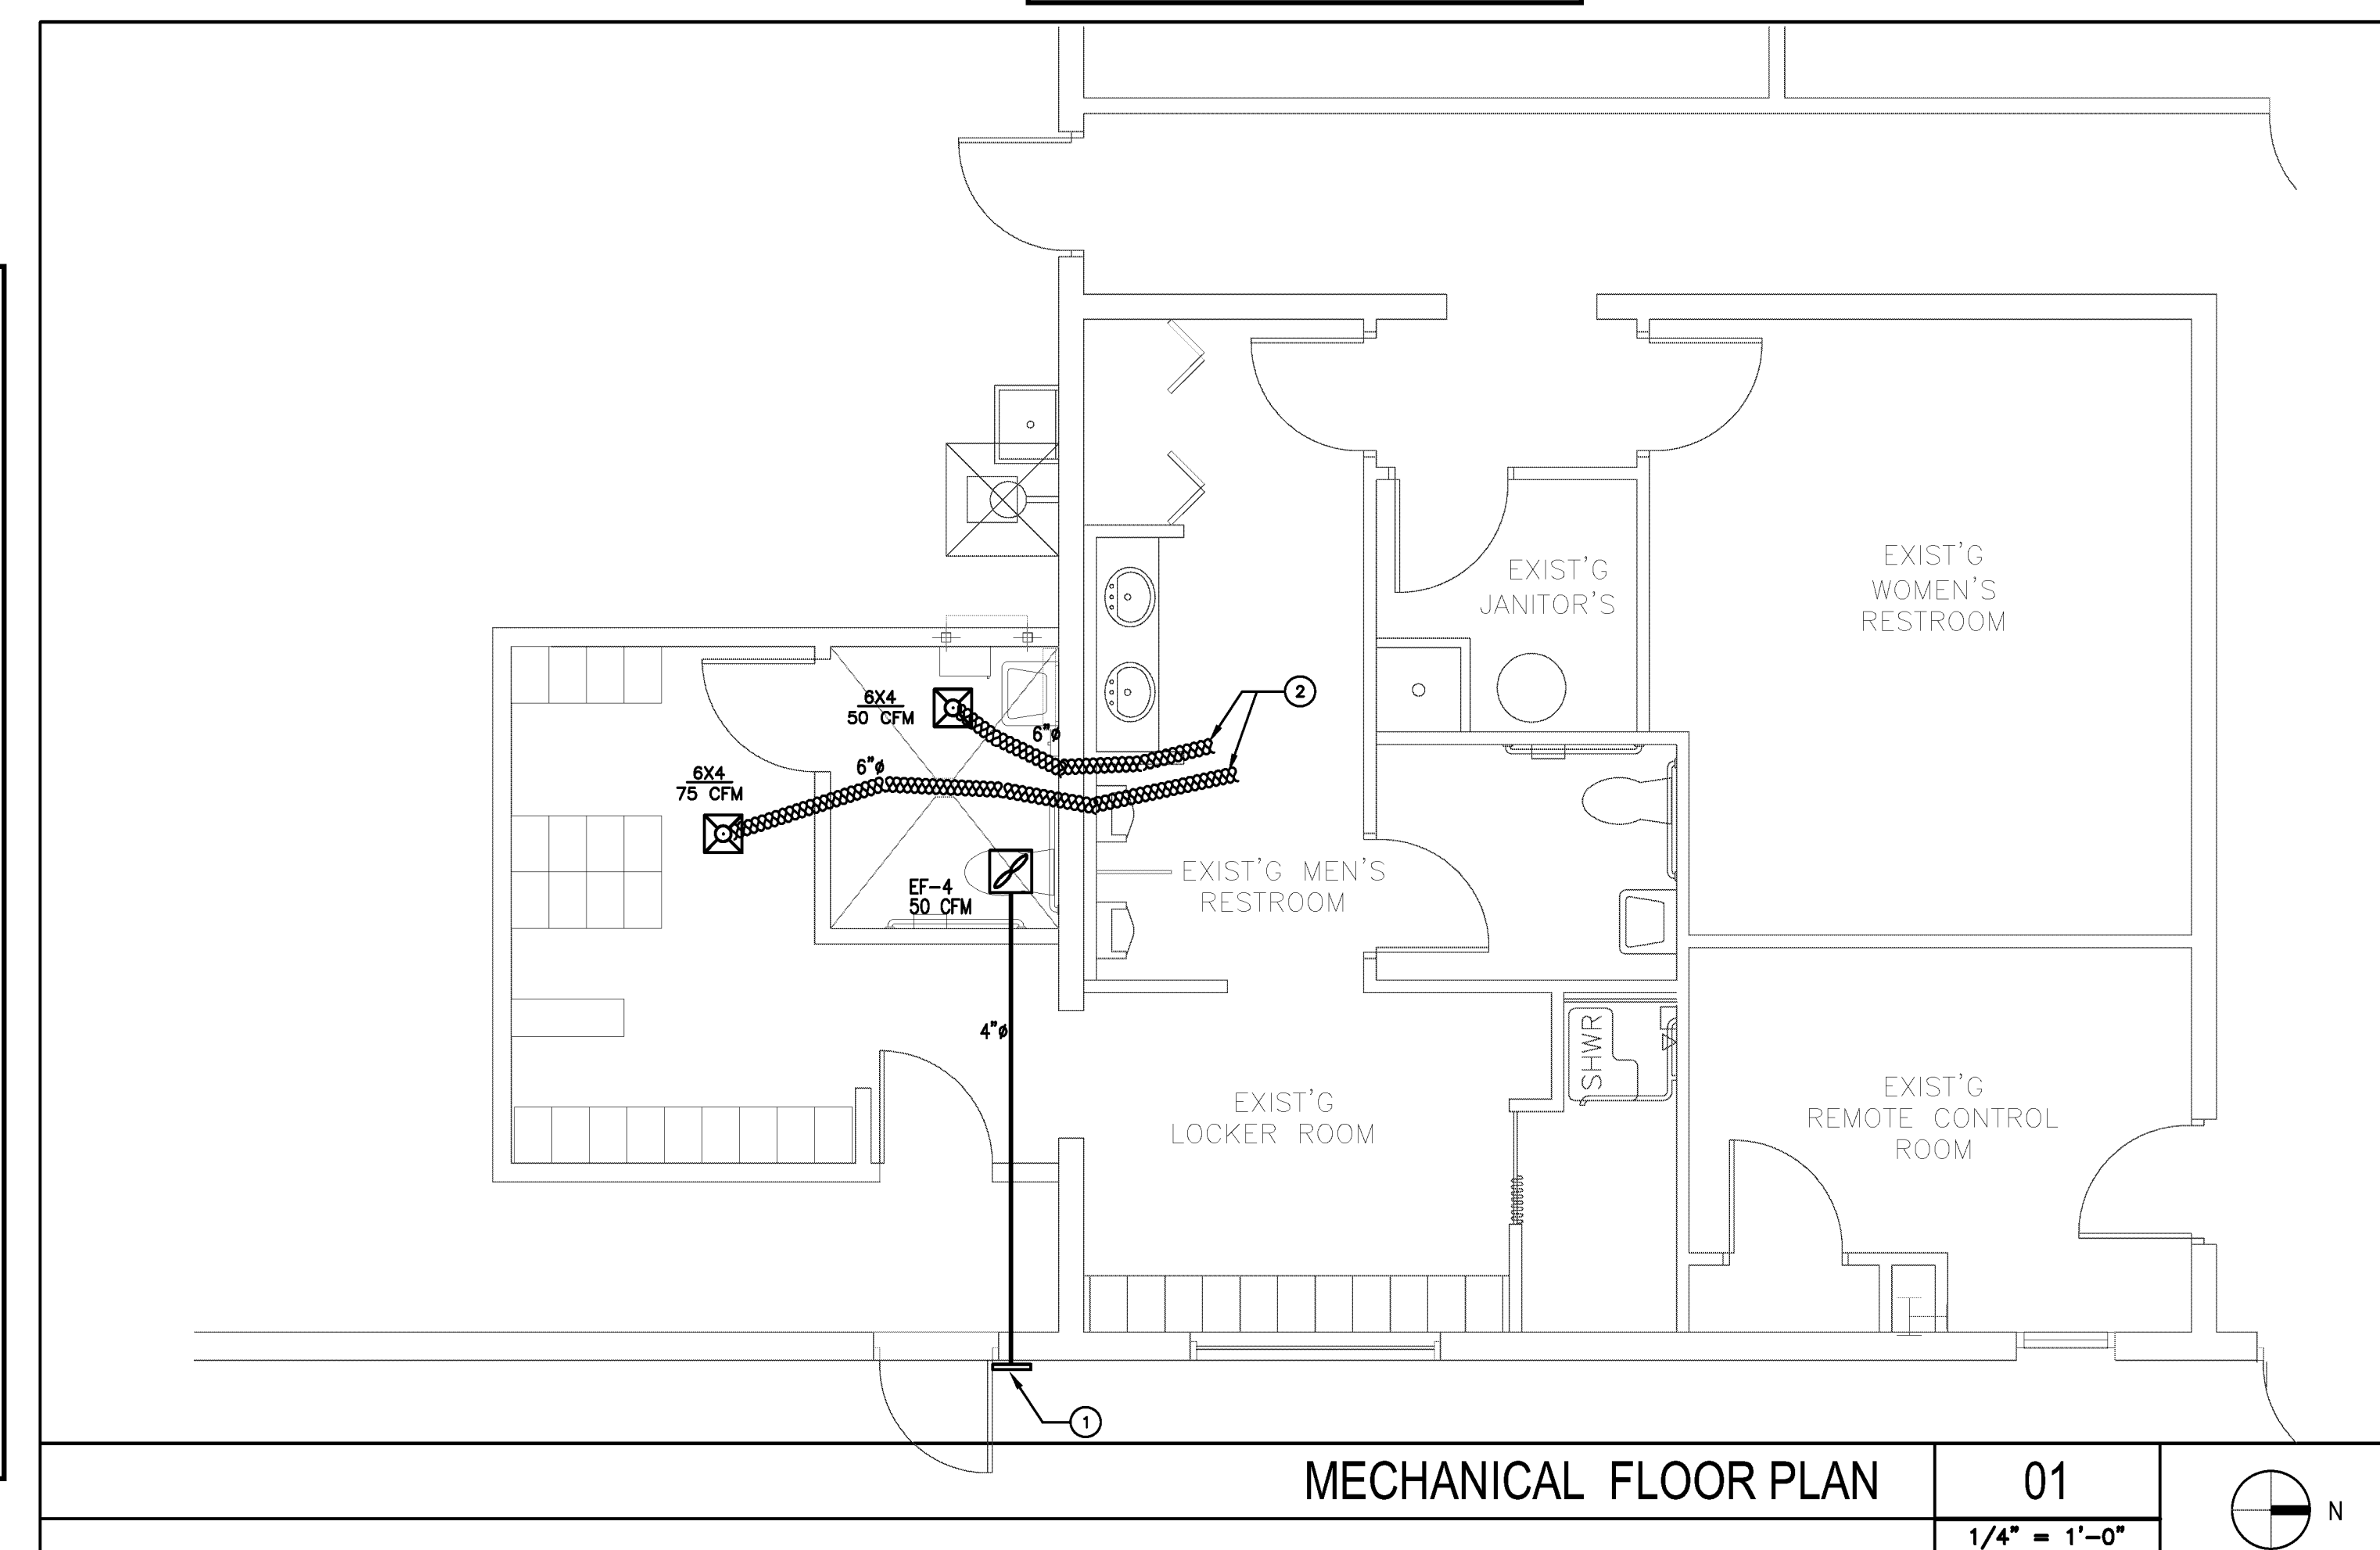 EXIST'G
JANITOR'S
EXIST'G
WOMEN'S
RESTROOM
6X4
50 CFM
6"ø
2
6X4
75 CFM
6"ø
EF-4
50 CFM
EXIST'G MEN'S
RESTROOM
4"ø
SHWR
EXIST'G
LOCKER ROOM
EXIST'G
REMOTE CONTROL
ROOM
1
MECHANICAL FLOOR PLAN
01
1/4" = 1'-0"
N